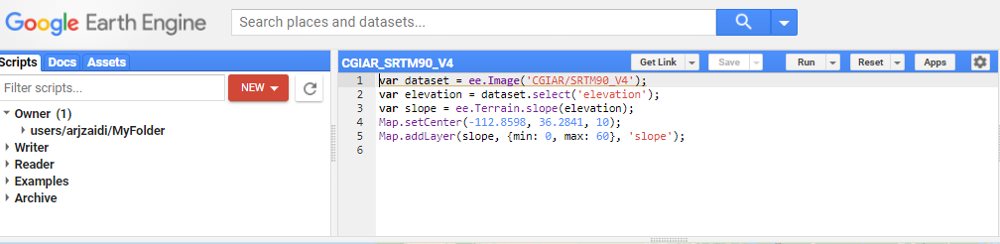 Google Earth Engine
Search places and datasets...
Scripts Docs Assets
Filter scripts...
NEW
Owner (1)
users/arjzaidi/MyFolder
Writer
Reader
Examples
Archive
CGIAR_SRTM90_V4
Get Link Save Run Reset Apps
1 var dataset = ee.Image('CGIAR/SRTM90_V4');
2 var elevation = dataset.select('elevation');
3 var slope = ee.Terrain.slope(elevation);
4 Map.setCenter(-112.8598, 36.2841, 10);
5 Map.addLayer(slope, {min: 0, max: 60}, 'slope');
6